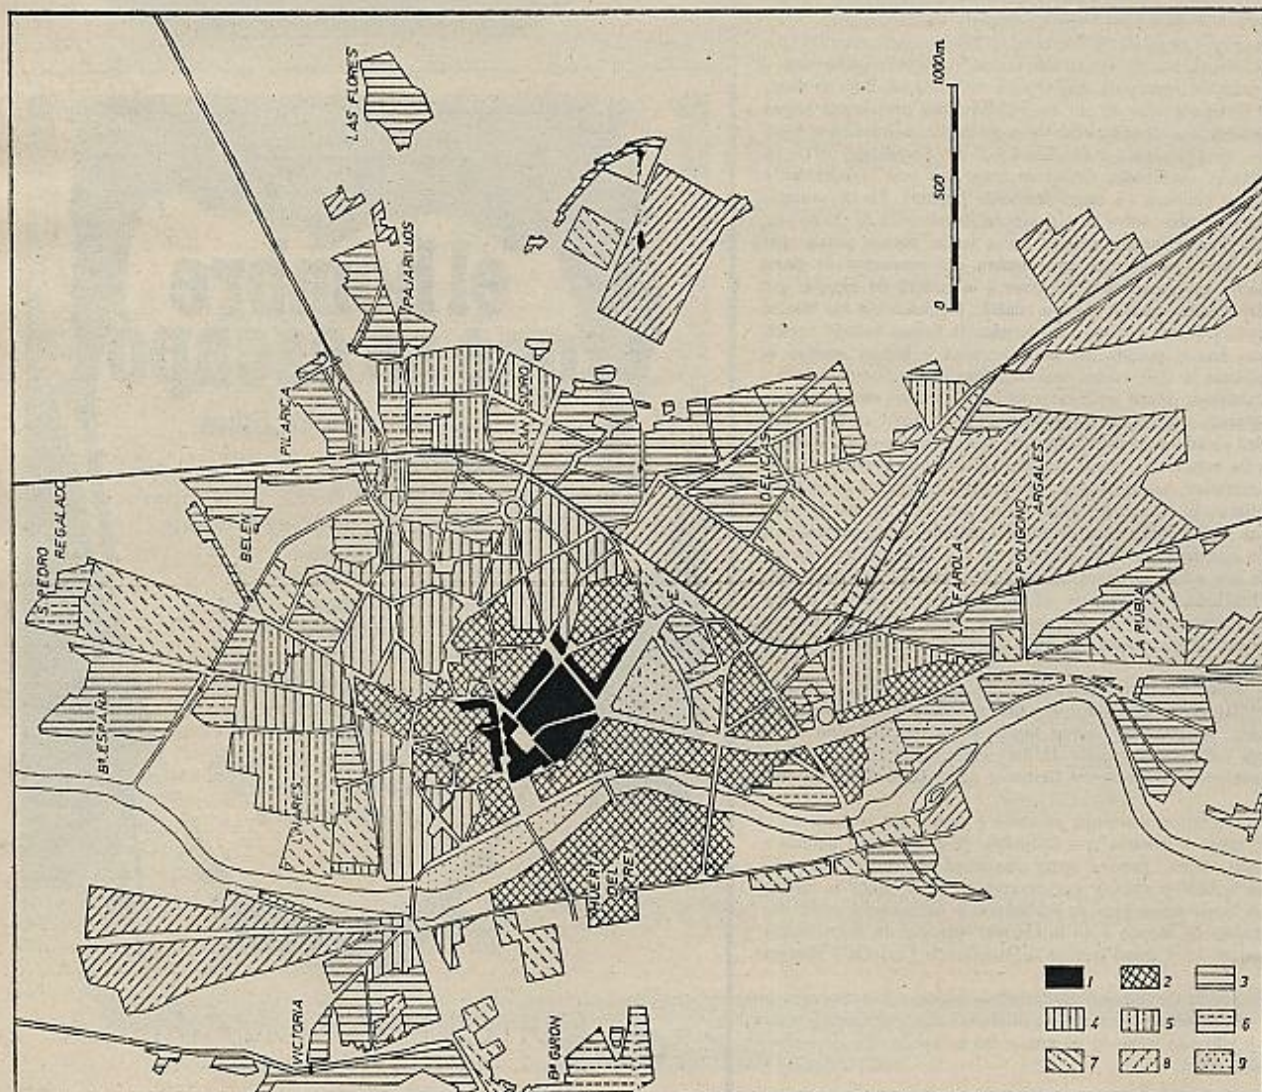 LAS FLORES
PAJARILLOS
0 500 1000m.
PILARICA
SAN ISIDRO
S. PEDRO
REGALADO
BELEN
DELICIAS
Bº. ESPAÑA
LA FAROLA
POLIGONO
ARGALES
LA RUBIA
E
E
LINARES
HUERTA
DEL
REY
VICTORIA
Bº GIRON
1 2 3
4 5 6
7 8 9